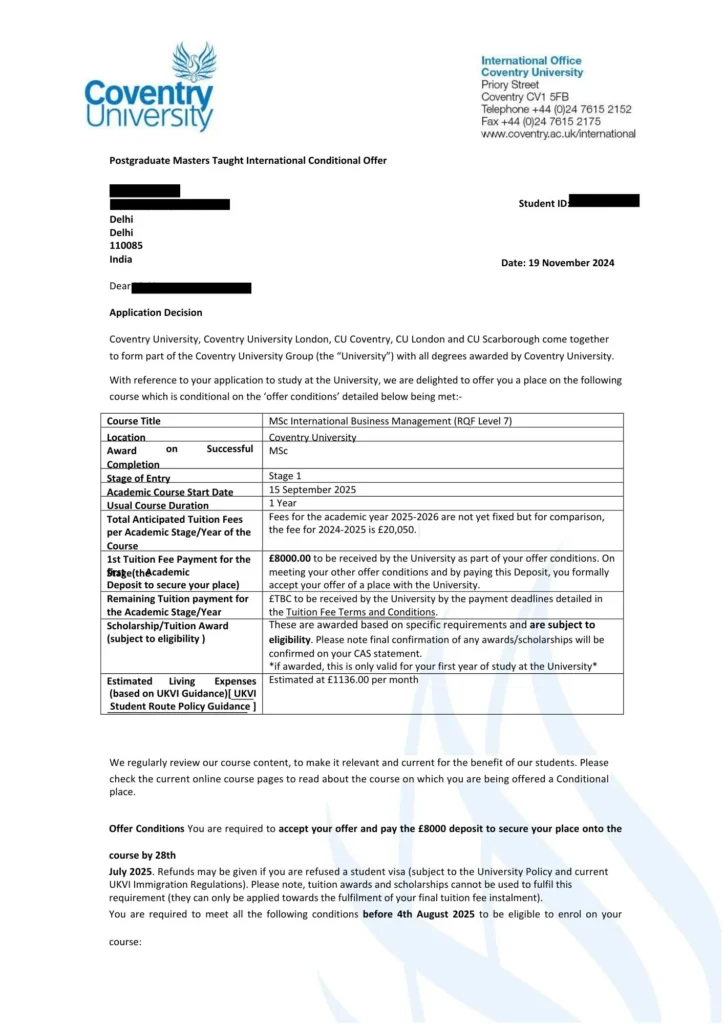 Coventry
University
International Office
Coventry University
Priory Street
Coventry CV1 5FB
Telephone +44 (0)24 7615 2152
Fax +44 (0)24 7615 2175
www.coventry.ac.uk/international
Postgraduate Masters Taught International Conditional Offer
Student ID:
Delhi
Delhi
110085
India
Date: 19 November 2024
Dear
Application Decision
Coventry University, Coventry University London, CU Coventry, CU London and CU Scarborough come together
to form part of the Coventry University Group (the “University”) with all degrees awarded by Coventry University.
With reference to your application to study at the University, we are delighted to offer you a place on the following
course which is conditional on the ‘offer conditions’ detailed below being met:-
Course Title
MSc International Business Management (RQF Level 7)
Location
Coventry University
Award on Successful
Completion
MSc
Stage of Entry
Stage 1
Academic Course Start Date
15 September 2025
Usual Course Duration
1 Year
Total Anticipated Tuition Fees
per Academic Stage/Year of the
Course
Fees for the academic year 2025-2026 are not yet fixed but for comparison,
the fee for 2024-2025 is £20,050.
1st Tuition Fee Payment for the
Academic
Stage(the
Deposit to secure your place)
£8000.00 to be received by the University as part of your offer conditions. On
meeting your other offer conditions and by paying this Deposit, you formally
accept your offer of a place with the University.
Remaining Tuition payment for
the Academic Stage/Year
£TBC to be received by the University by the payment deadlines detailed in
the Tuition Fee Terms and Conditions.
Scholarship/Tuition Award
(subject to eligibility )
These are awarded based on specific requirements and are subject to
eligibility. Please note final confirmation of any awards/scholarships will be
confirmed on your CAS statement.
*if awarded, this is only valid for your first year of study at the University*
Estimated Living Expenses
(based on UKVI Guidance)[ UKVI
Student Route Policy Guidance ]
Estimated at £1136.00 per month
We regularly review our course content, to make it relevant and current for the benefit of our students. Please
check the current online course pages to read about the course on which you are being offered a Conditional
place.
Offer Conditions You are required to accept your offer and pay the £8000 deposit to secure your place onto the
course by 28th
July 2025. Refunds may be given if you are refused a student visa (subject to the University Policy and current
UKVI Immigration Regulations). Please note, tuition awards and scholarships cannot be used to fulfil this
requirement (they can only be applied towards the fulfilment of your final tuition fee instalment).
You are required to meet all the following conditions before 4th August 2025 to be eligible to enrol on your
course: